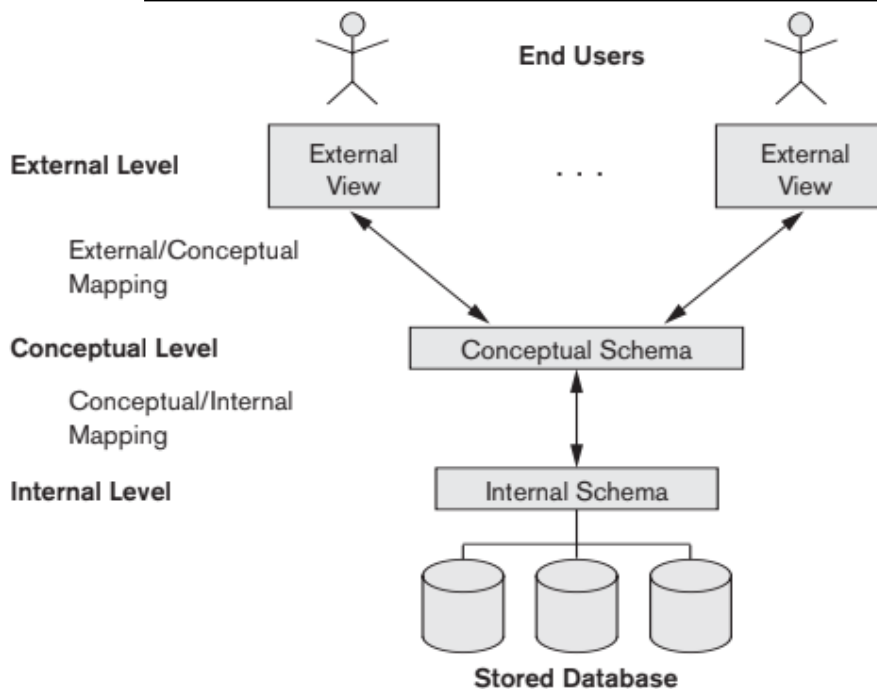 End Users
External Level
External
View
. . .
External
View
External/Conceptual
Mapping
Conceptual Level
Conceptual Schema
Conceptual/Internal
Mapping
Internal Level
Internal Schema
Stored Database